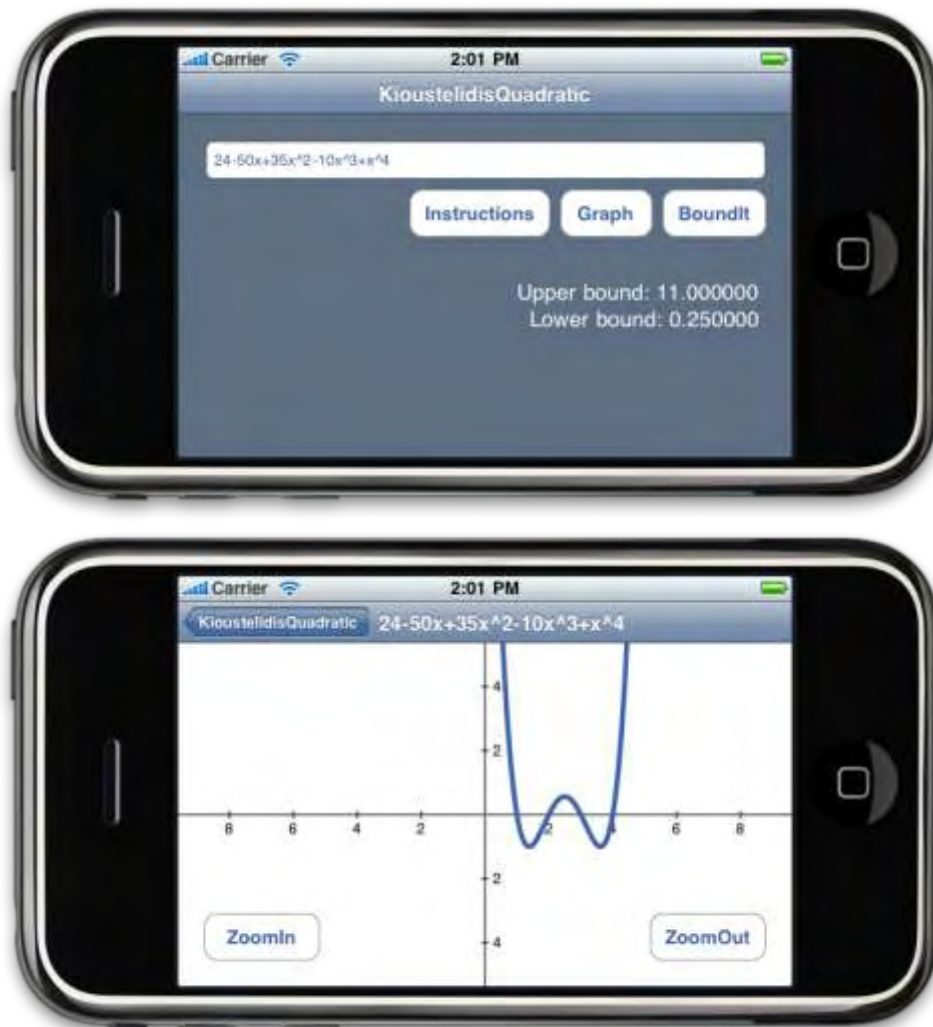 Carrier 2:01 PM
KioustelidisQuadratic
24-50x+35x^2-10x^3+x^4
Instructions Graph BoundIt
Upper bound: 11.000000
Lower bound: 0.250000
Carrier 2:01 PM
KioustelidisQuadratic 24-50x+35x^2-10x^3+x^4
4
2
8 6 4 2 2 4 6 8
2
ZoomIn 4 ZoomOut